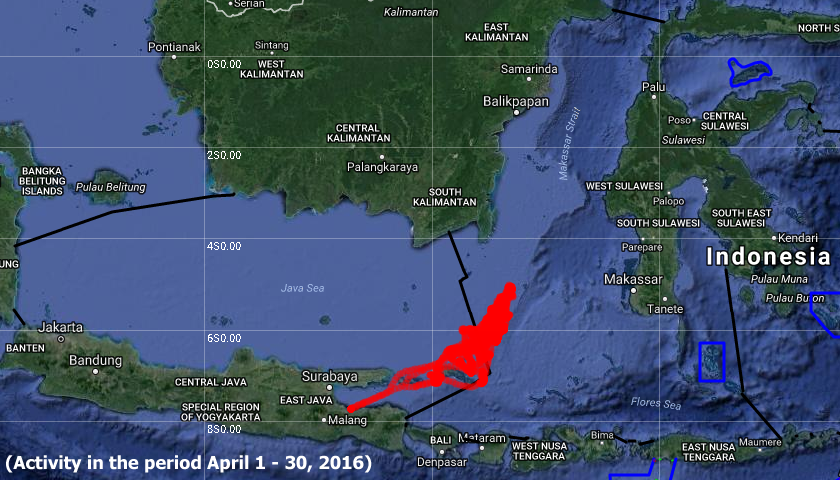 Serian
Kalimantan
EAST
KALIMANTAN
NORTH S
Pontianak
Sintang
0S0.00
WEST
KALIMANTAN
Samarinda
Palu
Balikpapan
Makassar Strait
CENTRAL
KALIMANTAN
Poso
CENTRAL
SULAWESI
Sulawesi
2S0.00
Palangkaraya
BANGKA
BELITUNG
ISLANDS
Pulau Belitung
SOUTH
KALIMANTAN
WEST SULAWESI
Palopo
SOUTH SULAWESI
SOUTH EAST
SULAWESI
4S0.00
Parepare
Kendari
Indonesia
UNG
Java Sea
Makassar
Pulau Muna
Tanete
Pulau Buton
Jakarta
6S0.00
BANTEN
Bandung
CENTRAL JAVA
Surabaya
EAST JAVA
SPECIAL REGION
OF YOGYAKARTA
Malang
Flores Sea
8S0.00
BALI
Mataram
Bima
Maumere
WEST NUSA
TENGGARA
EAST NUSA
TENGGARA
Denpasar
(Activity in the period April 1 - 30, 2016)